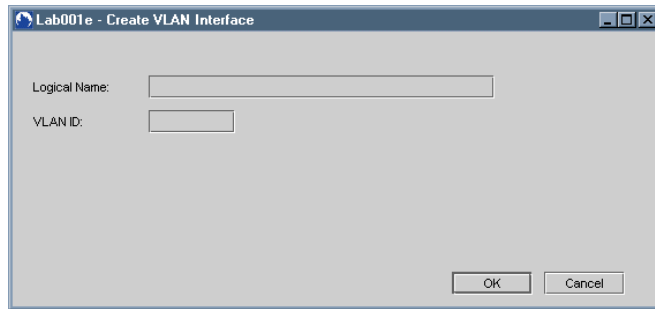 Lab001e - Create VLAN Interface
Logical Name:
VLAN ID:
OK
Cancel